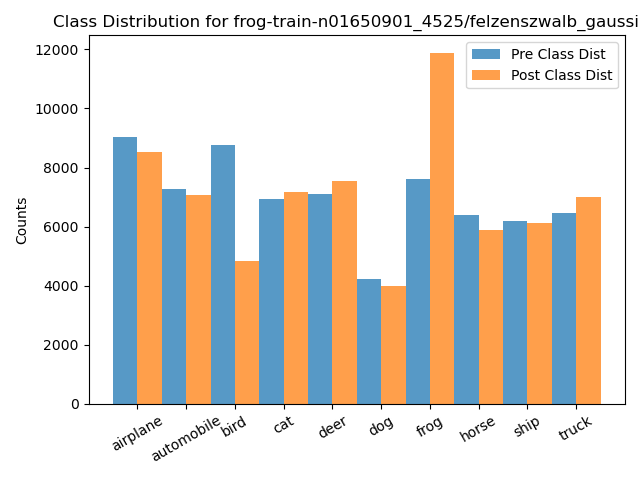 Class Distribution for frog-train-n01650901_4525/felzenszwalb_gaussi
Pre Class Dist
Post Class Dist
12000
10000
8000
6000
4000
2000
0
Counts
airplane
automobile
bird
cat
deer
dog
frog
horse
ship
truck